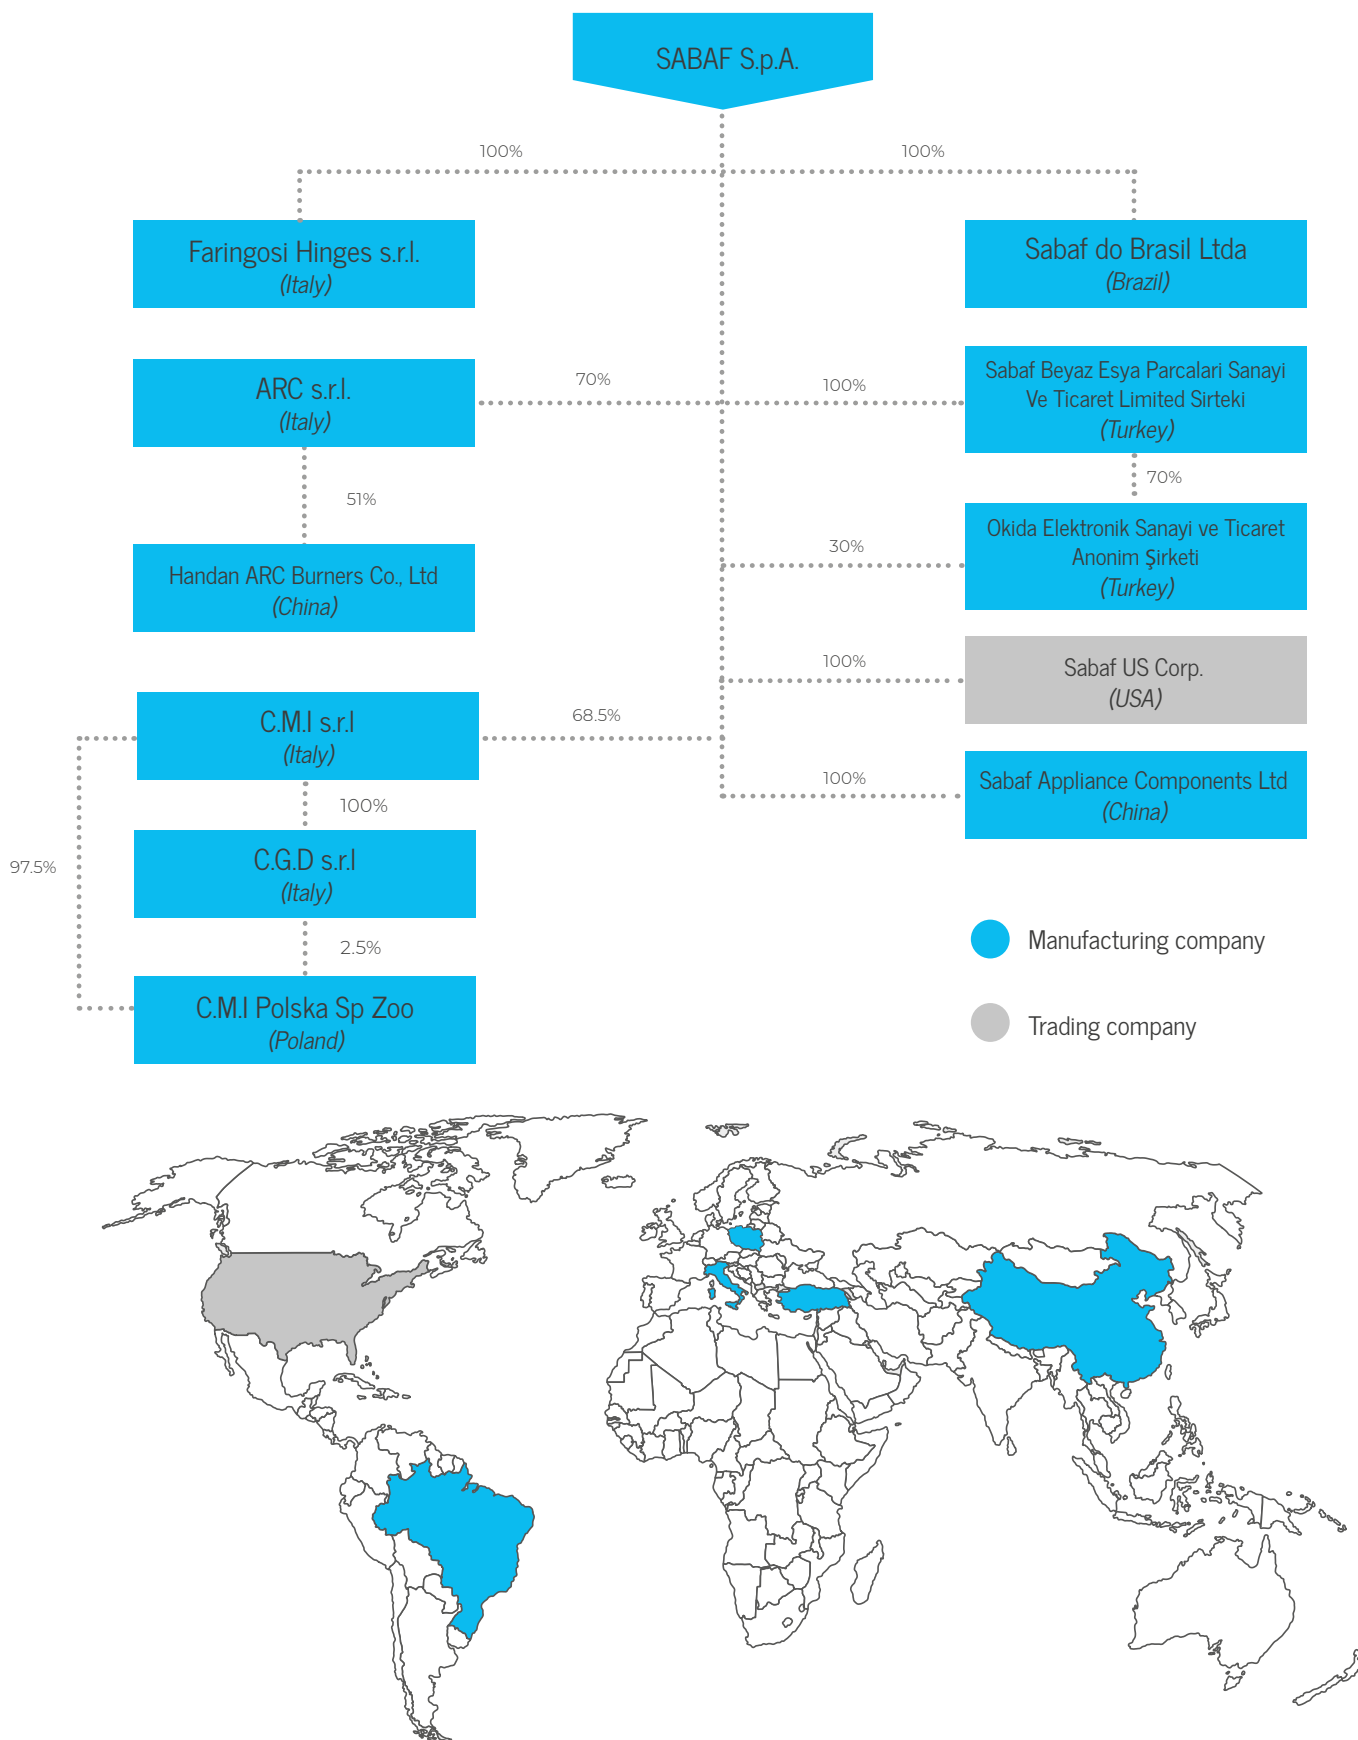 SABAF S.p.A.
100%
100%
Faringosi Hinges s.r.l.
(Italy)
Sabaf do Brasil Ltda
(Brazil)
ARC s.r.l.
(Italy)
70%
100%
Sabaf Beyaz Esya Parcalari Sanayi
Ve Ticaret Limited Sirteki
(Turkey)
51%
70%
Handan ARC Burners Co., Ltd
(China)
30%
Okida Elektronik Sanayi ve Ticaret
Anonim Şirketi
(Turkey)
100%
Sabaf US Corp.
(USA)
C.M.I s.r.l
(Italy)
68.5%
100%
Sabaf Appliance Components Ltd
(China)
100%
97.5%
C.G.D s.r.l
(Italy)
2.5%
C.M.I Polska Sp Zoo
(Poland)
Manufacturing company
Trading company